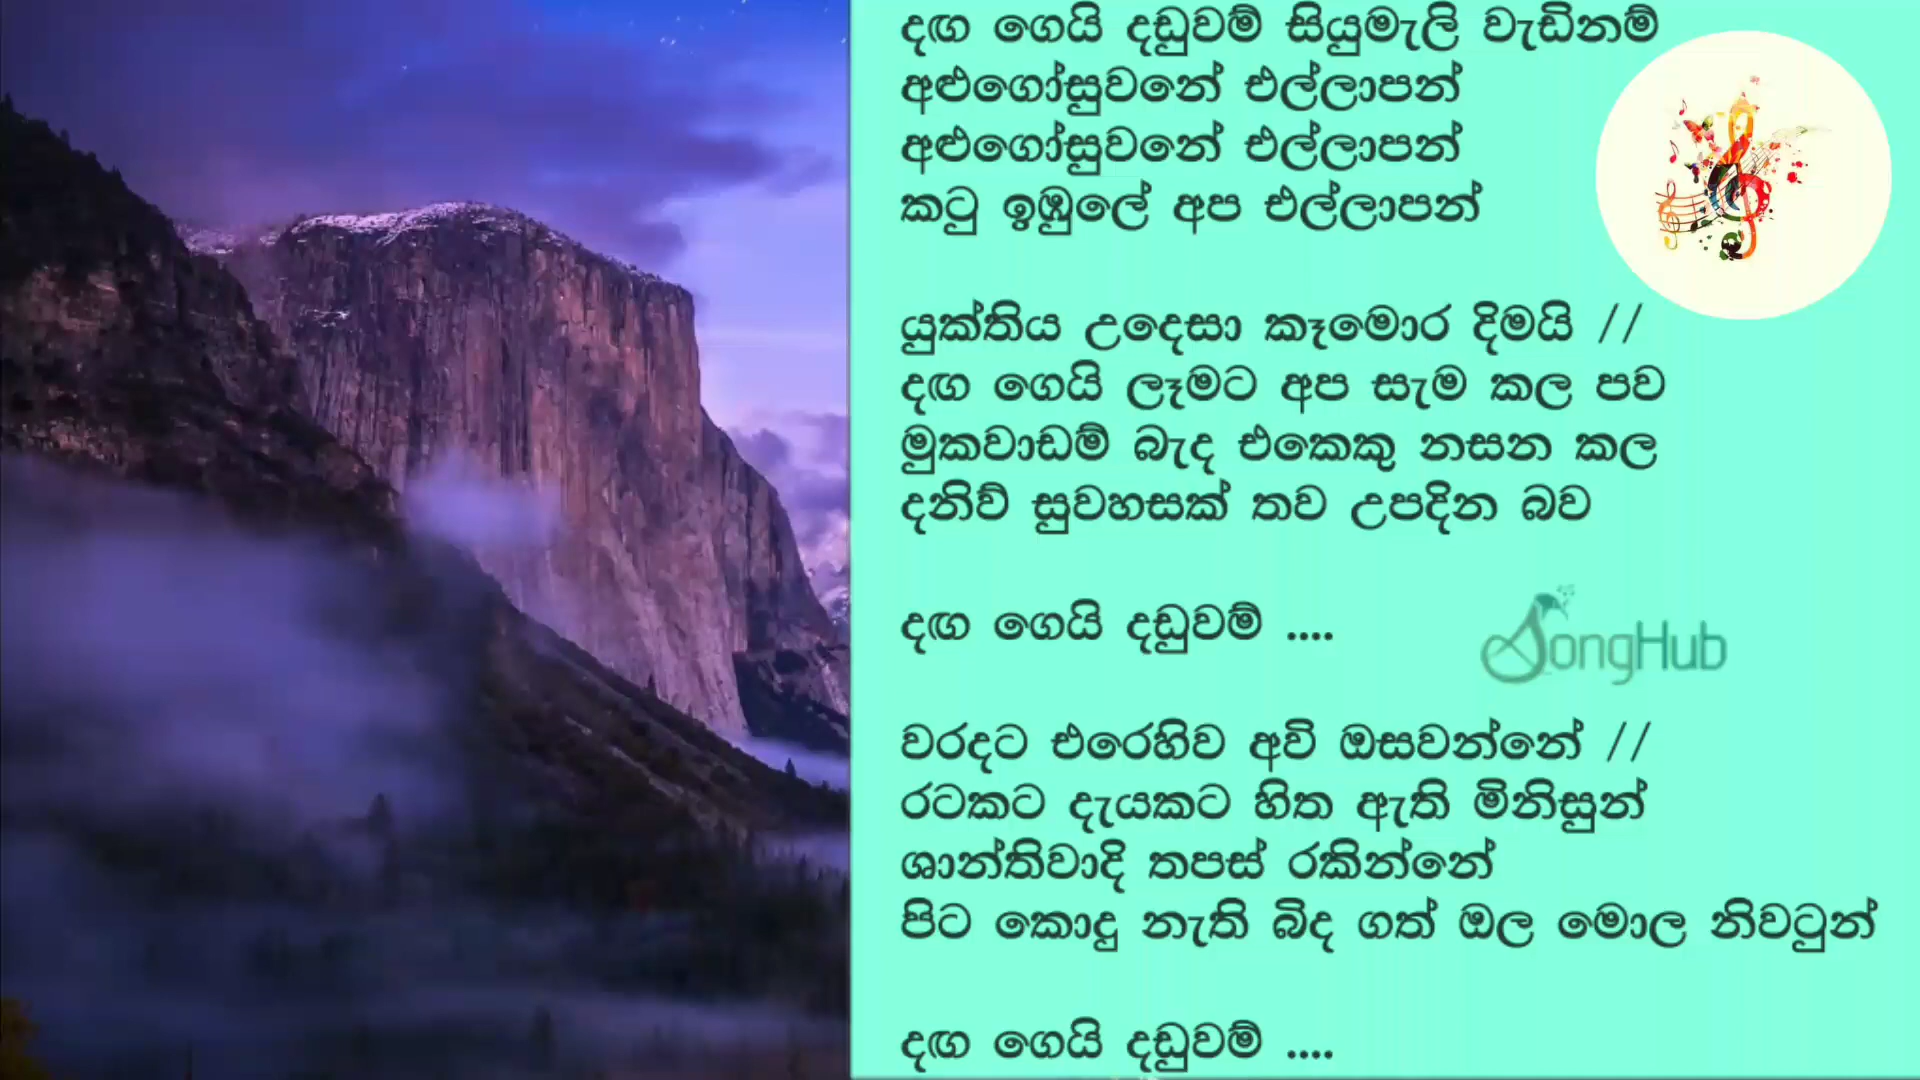 දඟ ගෙයි දඬුවම් සියුමැලි වැඩිනම්
අළුගෝසුවනේ එල්ලාපන්
අළුගෝසුවනේ එල්ලාපන්
කටු ඉඹුලේ අප එල්ලාපන්
යුක්තිය උදෙසා කෑමොර දිමයි //
දඟ ගෙයි ලෑමට අප සැම කල පව
මුකවාඩම් බැද එකෙකු නසන කල
දනිව් සුවහසක් තව උපදින බව
දඟ ගෙයි දඬුවම් ....
SongHub
වරදට එරෙහිව අවි ඔසවන්නේ //
රටකට දැයකට හිත ඇති මිනිසුන්
ශාන්තිවාදි තපස් රකින්නේ
පිට කොදු නැති බිද ගත් ඔල මොල නිවටුන්
දඟ ගෙයි දඬුවම් ....